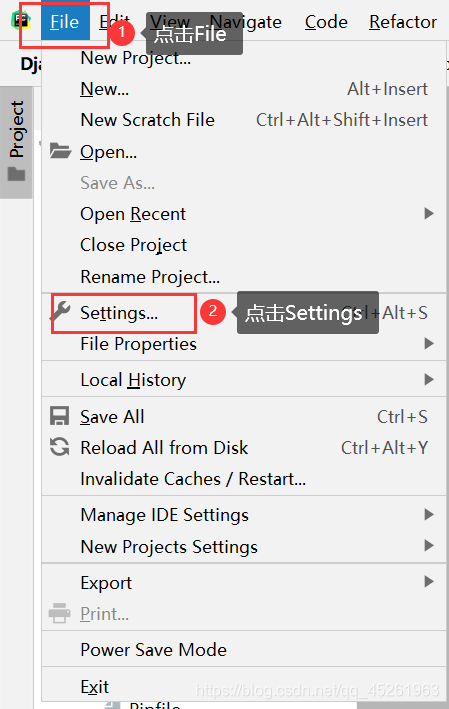 File Edit View Navigate Code Refactor
1 点击File
Project
New Project...
New... Alt+Insert
New Scratch File Ctrl+Alt+Shift+Insert
Open...
Save As...
Open Recent
Close Project
Rename Project...
Settings... 2 点击Settings Ctrl+Alt+S
File Properties
Local History
Save All Ctrl+S
Reload All from Disk Ctrl+Alt+Y
Invalidate Caches / Restart...
Manage IDE Settings
New Projects Settings
Export
Print...
Power Save Mode
Exit
https://blog.csdn.net/qq_45261963